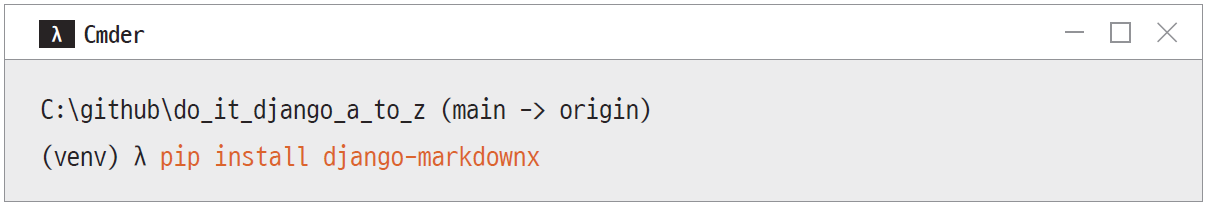 λ Cmder
C:\github\do_it_django_a_to_z (main -> origin)
(venv) λ pip install django-markdownx